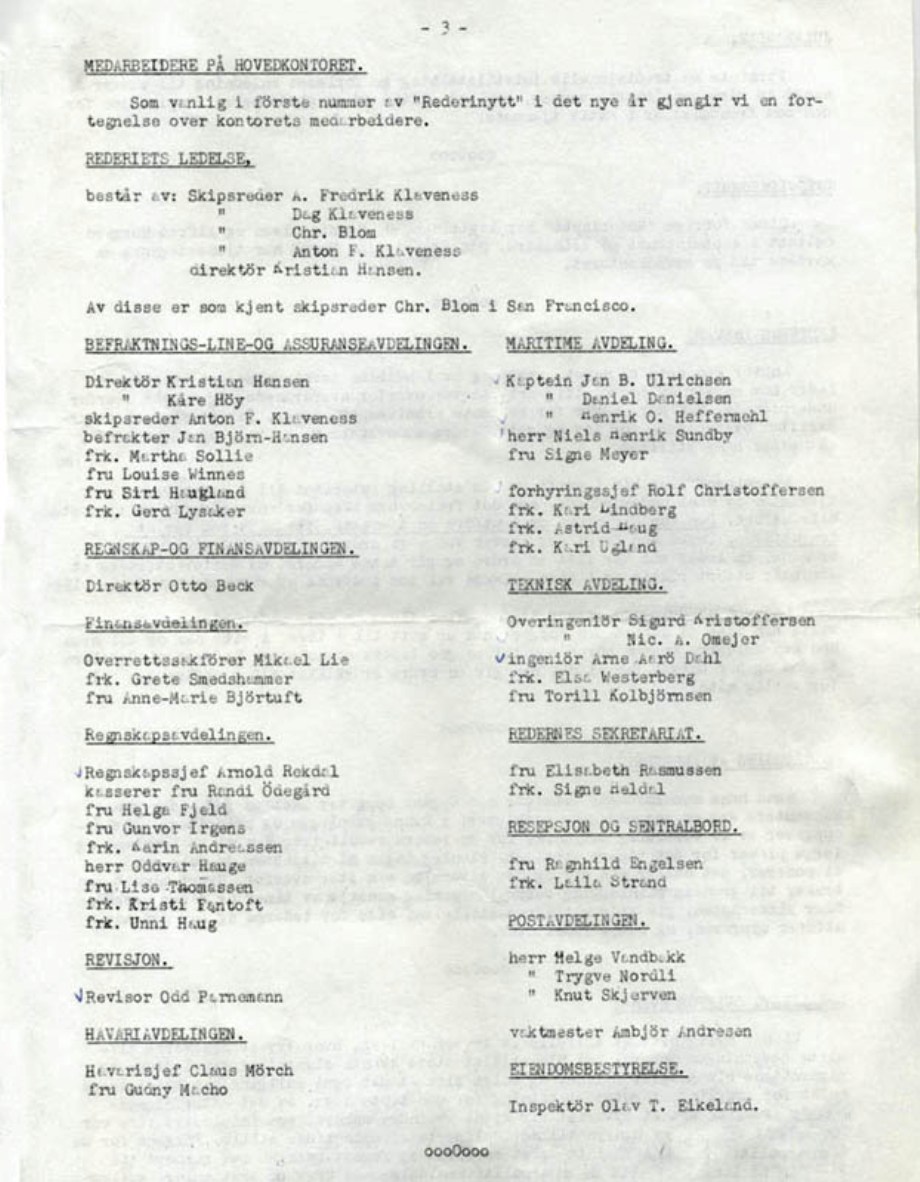 - 3 -
MEDARBEIDERE PÅ HOVEDKONTORET.
Som vanlig i förste nummer av "Rederinytt" i det nye år gjengir vi en for-
tegnelse over kontorets medarbeidere.
REDERIETS LEDELSE,
består av: Skipsreder A. Fredrik Klaveness
" Dag Klaveness
" Chr. Blom
" Anton F. Klaveness
direktör Kristian Hansen.
Av disse er som kjent skipsreder Chr. Blom i San Francisco.
BEFRAKTNINGS-LINE-OG ASSURANSEAVDELINGEN.
Direktör Kristian Hansen
" Kåre Höy
skipsreder Anton F. Klaveness
befrakter Jan Björn-Hansen
frk. Martha Sollie
fru Louise Winnes
fru Siri Haugland
frk. Gerd Lysaker
REGNSKAP-OG FINANSAVDELINGEN.
Direktör Otto Beck
Finansavdelingen.
Overrettssakförer Mikael Lie
frk. Grete Smedshammer
fru Anne-Marie Björtuft
Regnskapsavdelingen.
Regnskapssjef Arnold Rekdal
kasserer fru Randi Ödegård
fru Helga Fjeld
fru Gunvor Irgens
frk. Karin Andreassen
herr Oddvar Hauge
fru Lise Thomassen
frk. Kristi Fantoft
frk. Unni Haug
REVISJON.
Revisor Odd Parnemann
HAVARIAVDELINGEN.
Havarisjef Claus Mörch
fru Gudny Macho
MARITIME AVDELING.
Kaptein Jan B. Ulrichsen
" Daniel Danielsen
" Henrik O. Heffermehl
herr Niels Henrik Sundby
fru Signe Meyer
forhyringssjef Rolf Christoffersen
frk. Kari Lindberg
frk. Astrid Haug
frk. Kari Ugland
TEKNISK AVDELING.
Overingeniör Sigurd Kristoffersen
" Nic. A. Omejer
ingeniör Arne Aarö Dahl
frk. Elsa Westerberg
fru Torill Kolbjörnsen
REDERNES SEKRETARIAT.
fru Elisabeth Rasmussen
frk. Signe Heldal
RESEPSJON OG SENTRALBORD.
fru Ragnhild Engelsen
frk. Laila Strand
POSTAVDELINGEN.
herr Helge Vandbakk
" Trygve Nordli
" Knut Skjerven
vaktmester Ambjör Andresen
EIENDOMSBESTYRELSE.
Inspektör Olav T. Eikeland.
oooOooo